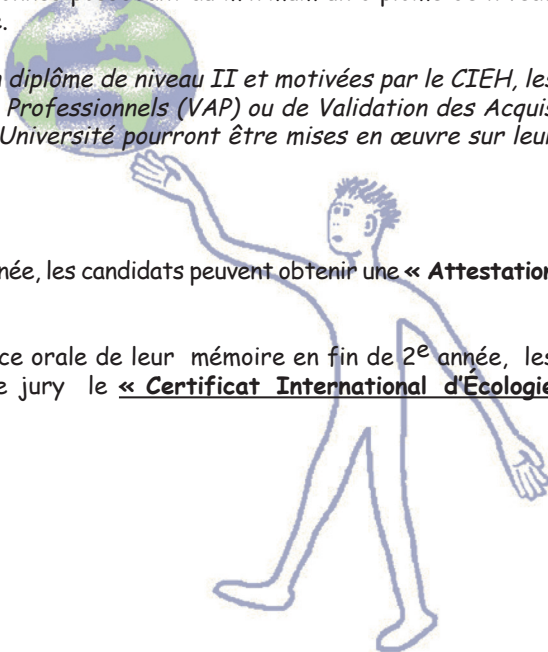 e.
n diplôme de niveau II et motivées par le CIEH, les
Professionnels (VAP) ou de Validation des Acquis
Université pourront être mises en œuvre sur leur
née, les candidats peuvent obtenir une « Attestation
ce orale de leur mémoire en fin de 2e année, les
e jury le « Certificat International d'Écologie